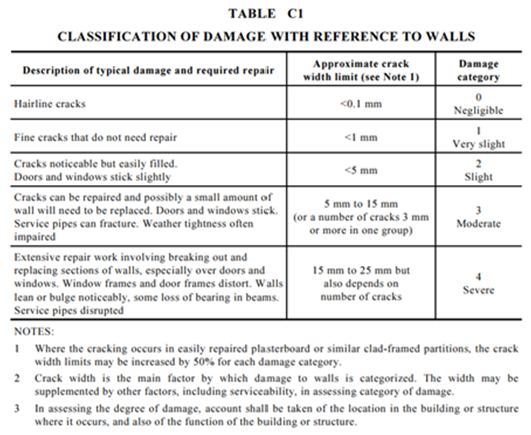 TABLE C1
CLASSIFICATION OF DAMAGE WITH REFERENCE TO WALLS
Description of typical damage and required repair
Approximate crack
width limit (see Note 1)
Damage
category
Hairline cracks
<0.1 mm
0
Negligible
Fine cracks that do not need repair
<1 mm
1
Very slight
Cracks noticeable but easily filled.
Doors and windows stick slightly
<5 mm
2
Slight
Cracks can be repaired and possibly a small amount of
wall will need to be replaced. Doors and windows stick.
Service pipes can fracture. Weather tightness often
impaired
5 mm to 15 mm
(or a number of cracks 3 mm
or more in one group)
3
Moderate
Extensive repair work involving breaking out and
replacing sections of walls, especially over doors and
windows. Window frames and door frames distort. Walls
lean or bulge noticeably, some loss of bearing in beams.
Service pipes disrupted
15 mm to 25 mm but
also depends on
number of cracks
4
Severe
NOTES:
1 Where the cracking occurs in easily repaired plasterboard or similar clad-framed partitions, the crack
width limits may be increased by 50% for each damage category.
2 Crack width is the main factor by which damage to walls is categorized. The width may be
supplemented by other factors, including serviceability, in assessing category of damage.
3 In assessing the degree of damage, account shall be taken of the location in the building or structure
where it occurs, and also of the function of the building or structure.